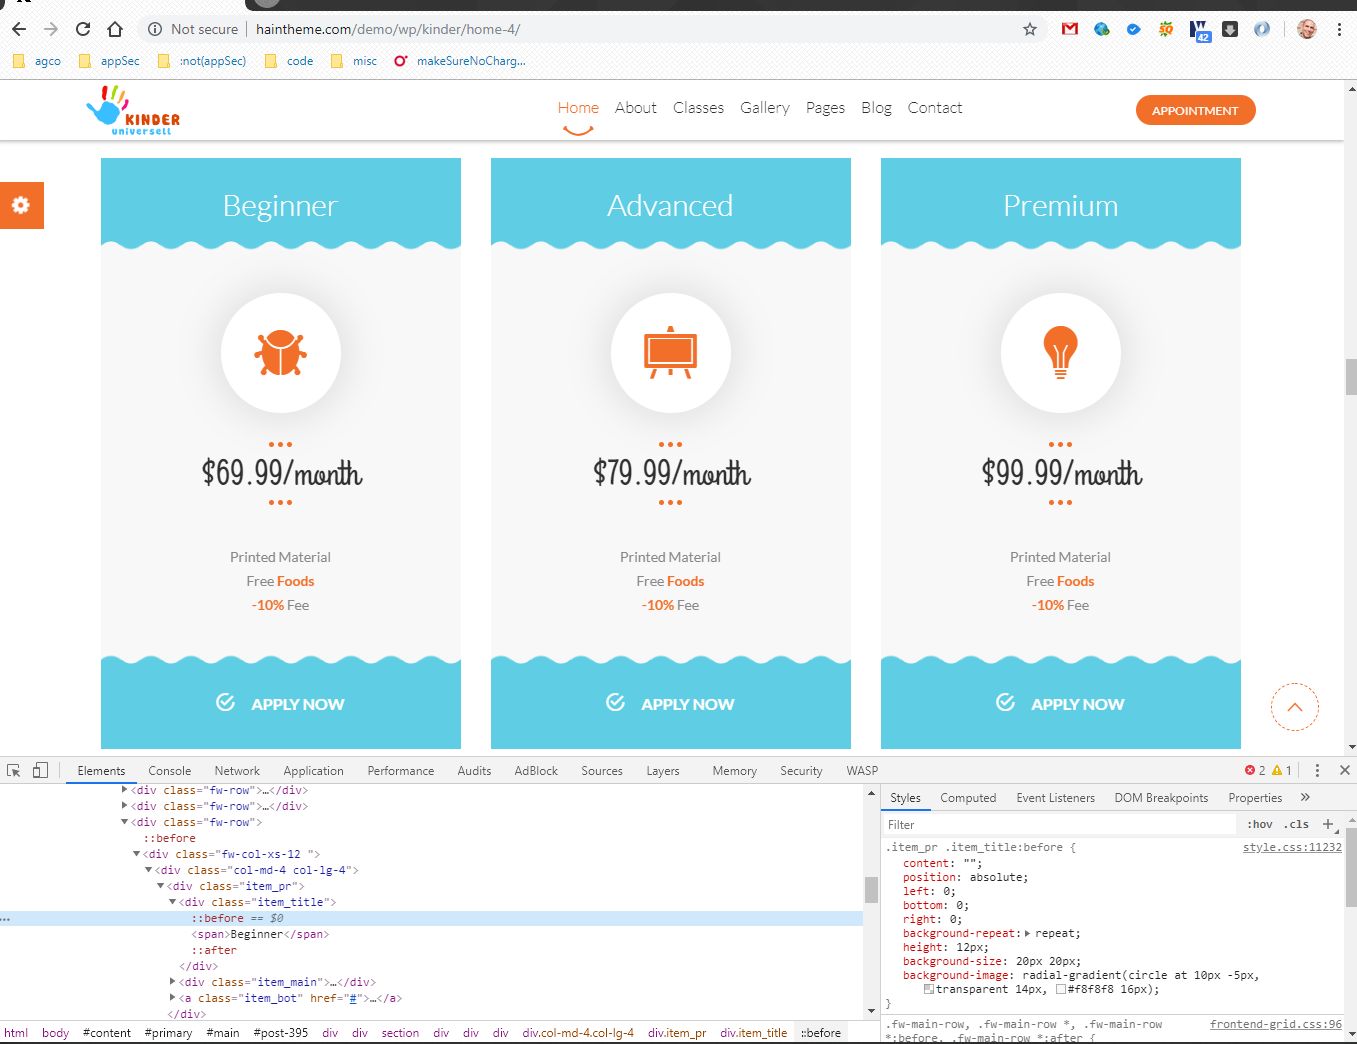 Not secure haintheme.com/demo/wp/kinder/home-4/
42
agco appSec :not(appSec) code misc makeSureNoCharg...
KINDER
universell
Home About Classes Gallery Pages Blog Contact
APPOINTMENT
Beginner Advanced Premium
$69.99/month $79.99/month $99.99/month
Printed Material Printed Material Printed Material
Free Foods Free Foods Free Foods
-10% Fee -10% Fee -10% Fee
APPLY NOW APPLY NOW APPLY NOW
Elements Console Network Application Performance Audits AdBlock Sources Layers Memory Security WASP 2 1
<div class="fw-row">…</div>
<div class="fw-row">…</div>
<div class="fw-row">
::before
<div class="fw-col-xs-12 ">
<div class="col-md-4 col-lg-4">
<div class="item_pr">
<div class="item_title">
::before == $0
<span>Beginner</span>
::after
</div>
<div class="item_main">…</div>
<a class="item_bot" href="#">…</a>
</div>
html body #content #primary #main #post-395 div div section div div div div.col-md-4.col-lg-4 div.item_pr div.item_title ::before
Styles Computed Event Listeners DOM Breakpoints Properties »
Filter :hov .cls +
.item_pr .item_title:before { style.css:11232
content: "";
position: absolute;
left: 0;
bottom: 0;
right: 0;
background-repeat: repeat;
height: 12px;
background-size: 20px 20px;
background-image: radial-gradient(circle at 10px -5px,
transparent 14px, #f8f8f8 16px);
}
.fw-main-row, .fw-main-row *, .fw-main-row frontend-grid.css:96
*:before, .fw-main-row *:after {